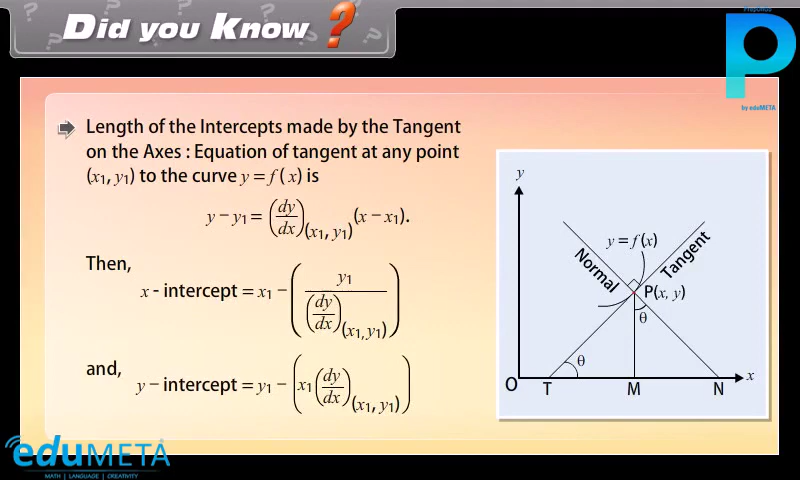 Did you Know ?
Preponda
P
by eduMETA
Length of the Intercepts made by the Tangent
on the Axes : Equation of tangent at any point
(x₁, y₁) to the curve y = f ( x ) is
y − y₁ = (dy/dx)(x₁, y₁) (x − x₁).
Then,
x - intercept = x₁ − ( y₁ / (dy/dx)(x₁, y₁) )
and,
y − intercept = y₁ − ( x₁ (dy/dx)(x₁, y₁) )
y
y = f (x)
Normal
Tangent
P(x, y)
θ
θ
O T M N x
eduMETA
MATH | LANGUAGE | CREATIVITY